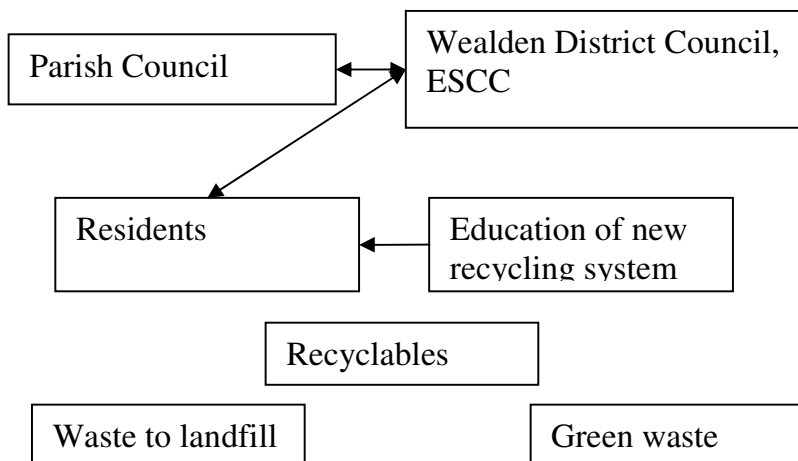 Parish Council
Wealden District Council,
ESCC
Residents
Education of new
recycling system
Recyclables
Waste to landfill
Green waste